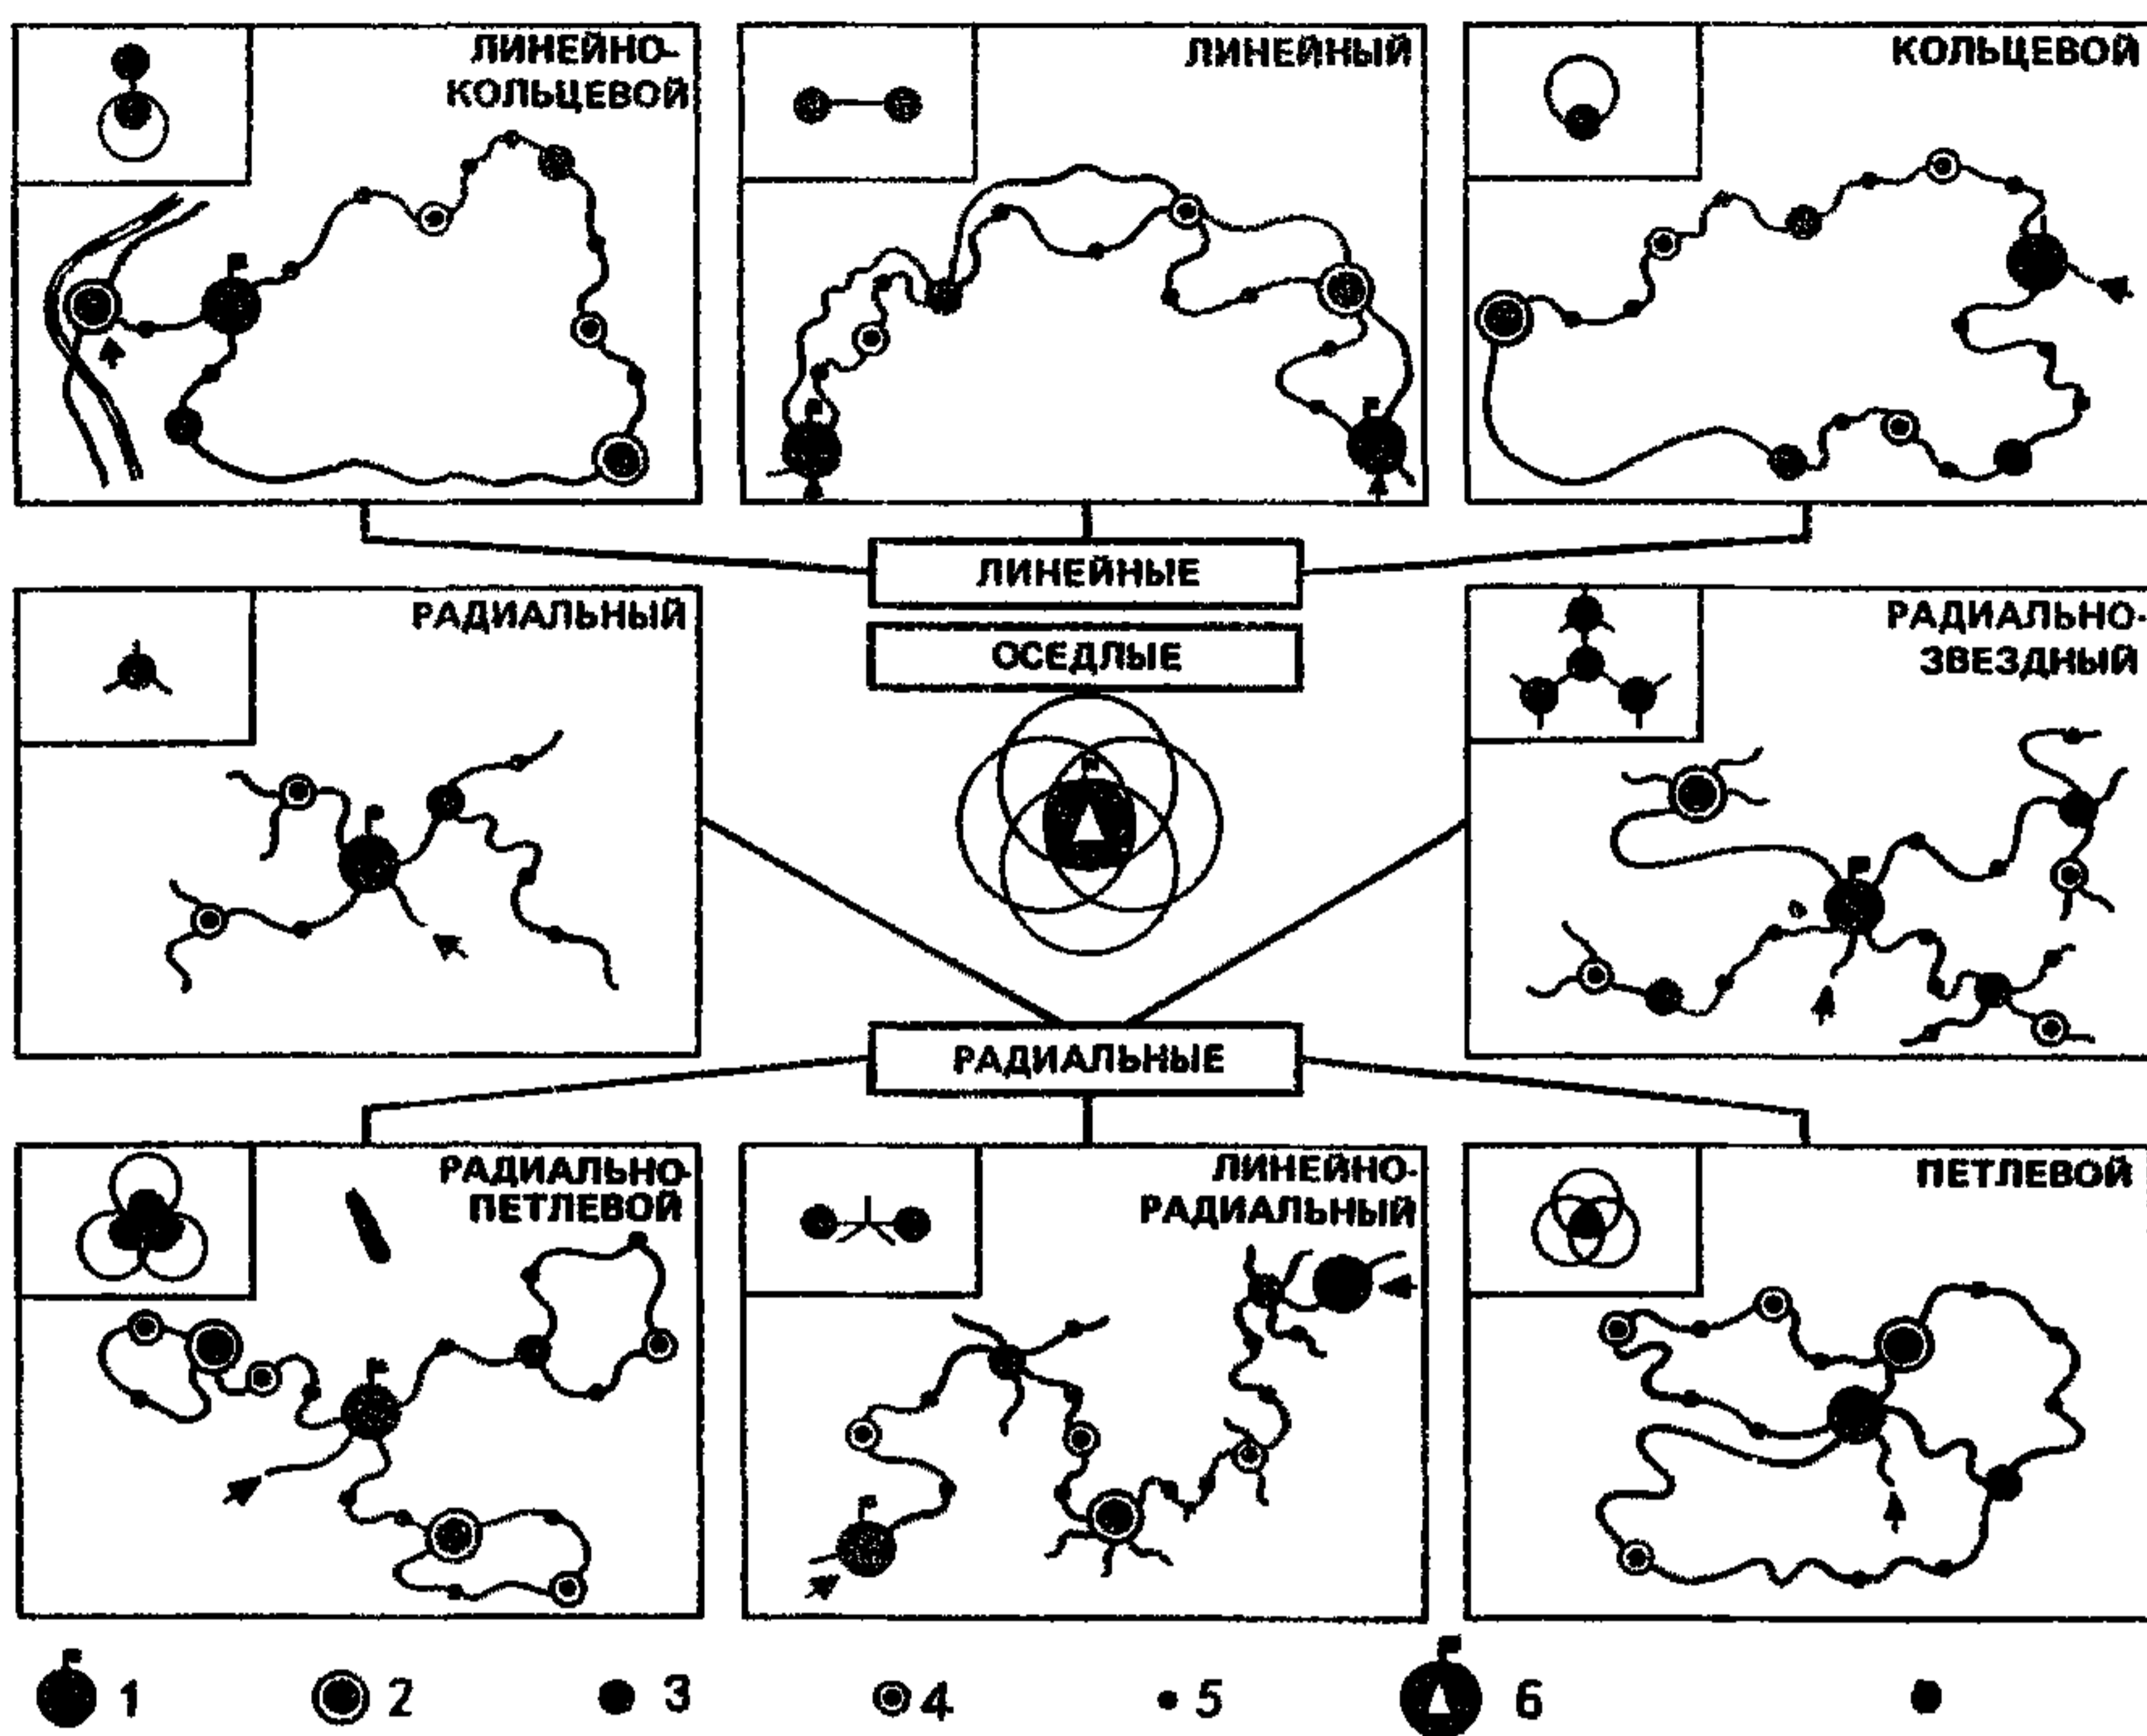 ЛИНЕЙНО-
КОЛЬЦЕВОЙ
ЛИНЕЙНЫЙ
КОЛЬЦЕВОЙ
ЛИНЕЙНЫЕ
РАДИАЛЬНЫЙ
ОСЕДЛЫЕ
РАДИАЛЬНО-
ЗВЕЗДНЫЙ
РАДИАЛЬНЫЕ
РАДИАЛЬНО-
ПЕТЛЕВОЙ
ЛИНЕЙНО-
РАДИАЛЬНЫЙ
ПЕТЛЕВОЙ
1 2 3 4 5 6